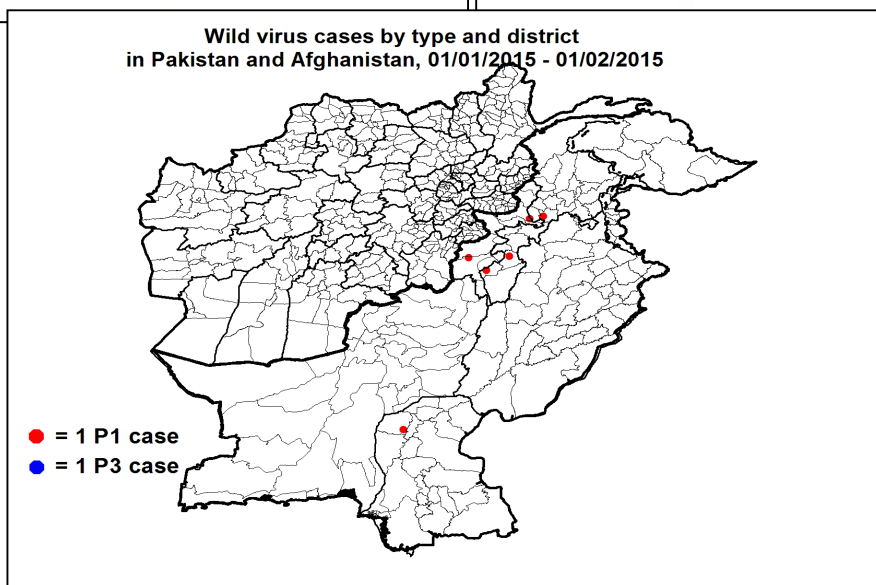 Wild virus cases by type and district
in Pakistan and Afghanistan, 01/01/2015 - 01/02/2015
= 1 P1 case
= 1 P3 case